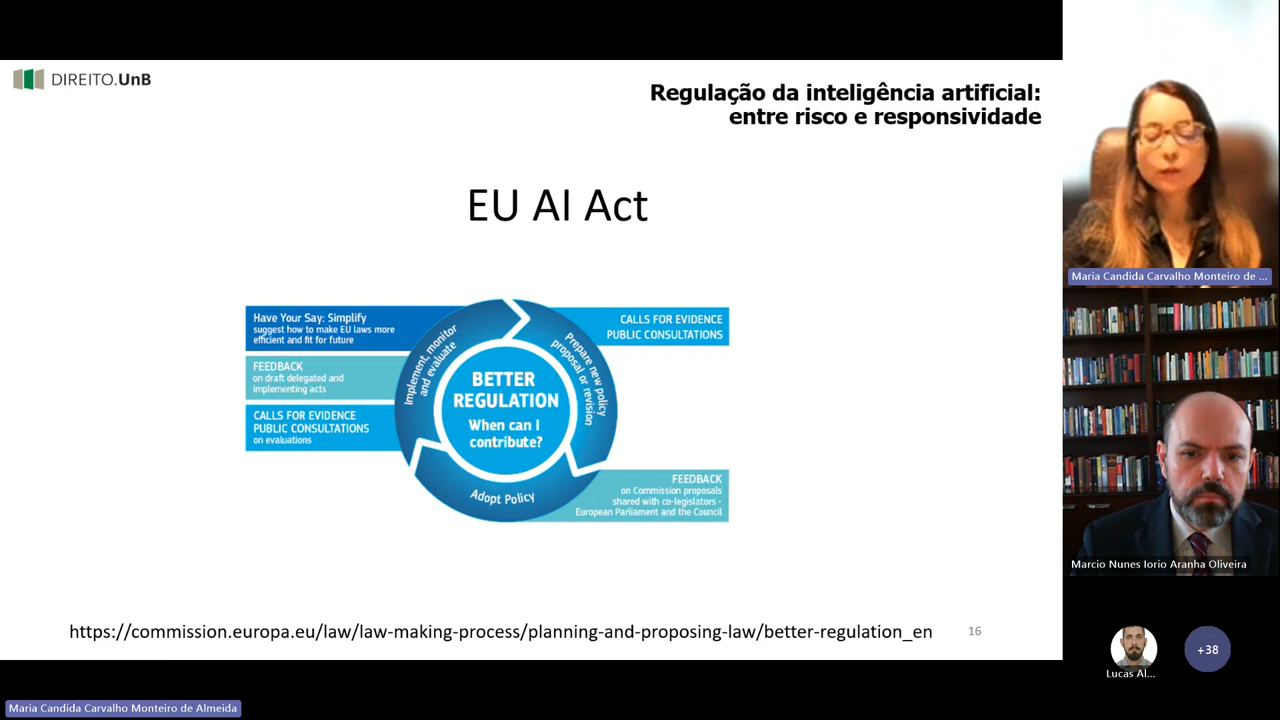 DIREITO.UnB
Regulação da inteligência artificial:
entre risco e responsividade
EU AI Act
Have Your Say: Simplify
suggest how to make EU laws more
efficient and fit for future
FEEDBACK
on draft delegated and
implementing acts
CALLS FOR EVIDENCE
PUBLIC CONSULTATIONS
on evaluations
Implement, monitor
and evaluate
BETTER
REGULATION
When can I
contribute?
Prepare new policy
proposal or revision
Adopt Policy
CALLS FOR EVIDENCE
PUBLIC CONSULTATIONS
FEEDBACK
on Commission proposals
shared with co-legislators -
European Parliament and the Council
https://commission.europa.eu/law/law-making-process/planning-and-proposing-law/better-regulation_en
16
Maria Candida Carvalho Monteiro de ...
Marcio Nunes Iorio Aranha Oliveira
Lucas Al...
+38
Maria Candida Carvalho Monteiro de Almeida